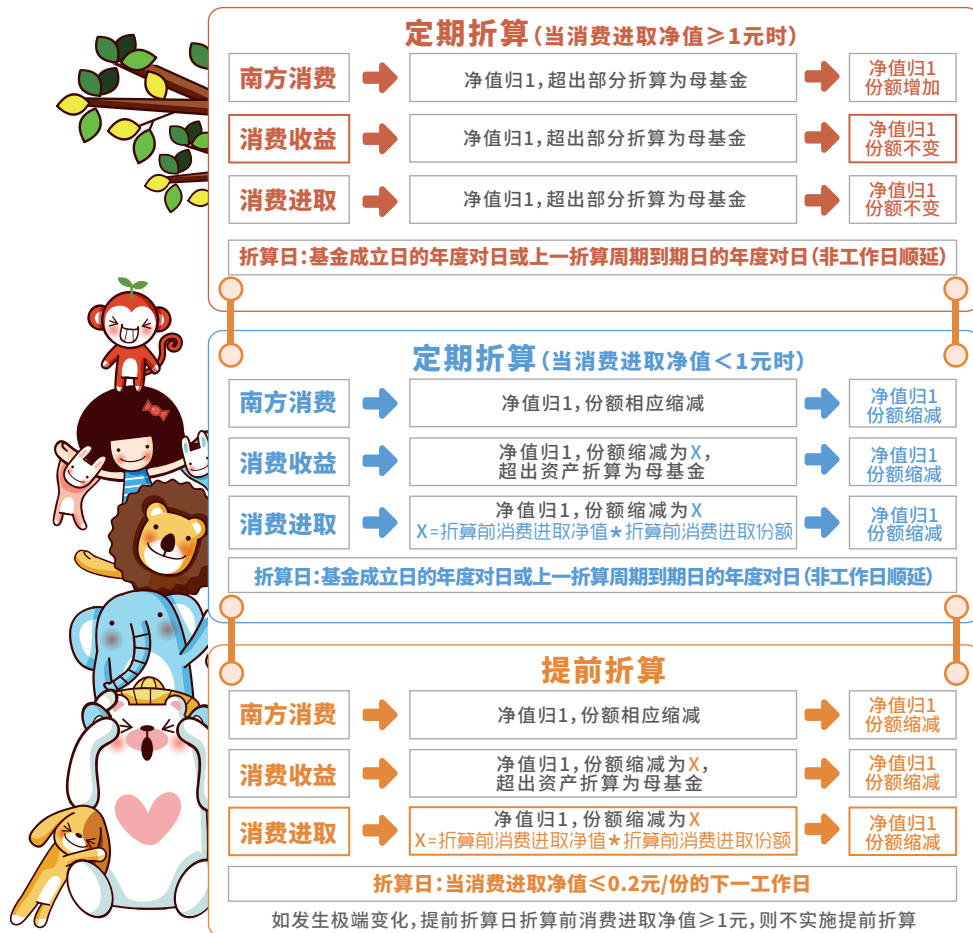 定期折算(当消费进取净值≥1元时)
南方消费
净值归1,超出部分折算为母基金
净值归1
份额增加
消费收益
净值归1,超出部分折算为母基金
净值归1
份额不变
消费进取
净值归1,超出部分折算为母基金
净值归1
份额不变
折算日:基金成立日的年度对日或上一折算周期到期日的年度对日(非工作日顺延)
定期折算(当消费进取净值<1元时)
南方消费
净值归1,份额相应缩减
净值归1
份额缩减
消费收益
净值归1,份额缩减为X,
超出资产折算为母基金
净值归1
份额缩减
消费进取
净值归1,份额缩减为X
X=折算前消费进取净值*折算前消费进取份额
净值归1
份额缩减
折算日:基金成立日的年度对日或上一折算周期到期日的年度对日(非工作日顺延)
提前折算
南方消费
净值归1,份额相应缩减
净值归1
份额缩减
消费收益
净值归1,份额缩减为X,
超出资产折算为母基金
净值归1
份额缩减
消费进取
净值归1,份额缩减为X
X=折算前消费进取净值*折算前消费进取份额
净值归1
份额缩减
折算日:当消费进取净值≤0.2元/份的下一工作日
如发生极端变化,提前折算日折算前消费进取净值≥1元,则不实施提前折算